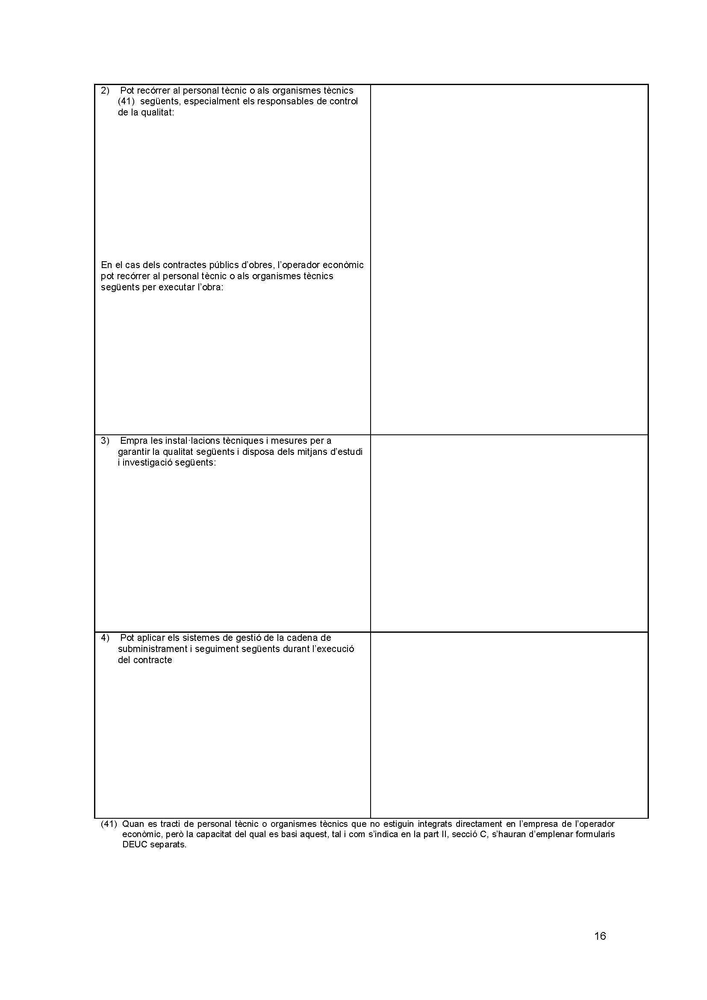 2) Pot recórrer al personal tècnic o als organismes tècnics
(41) següents, especialment els responsables de control
de la qualitat:
En el cas dels contractes públics d’obres, l’operador econòmic
pot recórrer al personal tècnic o als organismes tècnics
següents per executar l’obra:
3) Empra les instal·lacions tècniques i mesures per a
garantir la qualitat següents i disposa dels mitjans d’estudi
i investigació següents:
4) Pot aplicar els sistemes de gestió de la cadena de
subministrament i seguiment següents durant l’execució
del contracte
(41) Quan es tracti de personal tècnic o organismes tècnics que no estiguin integrats directament en l’empresa de l’operador
econòmic, però la capacitat del qual es basi aquest, tal i com s’indica en la part II, secció C, s’hauran d’emplenar formularis
DEUC separats.
16